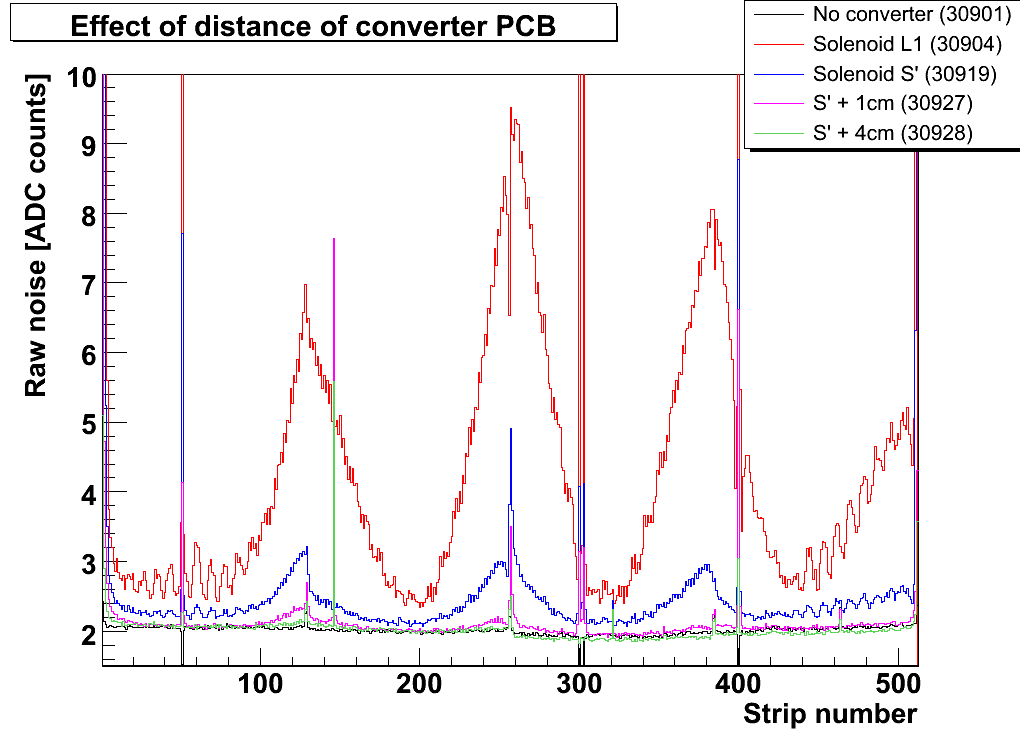 Effect of distance of converter PCB
No converter (30901)
Solenoid L1 (30904)
Solenoid S' (30919)
S' + 1cm (30927)
S' + 4cm (30928)
Raw noise [ADC counts]
10
9
8
7
6
5
4
3
2
100 200 300 400 500
Strip number